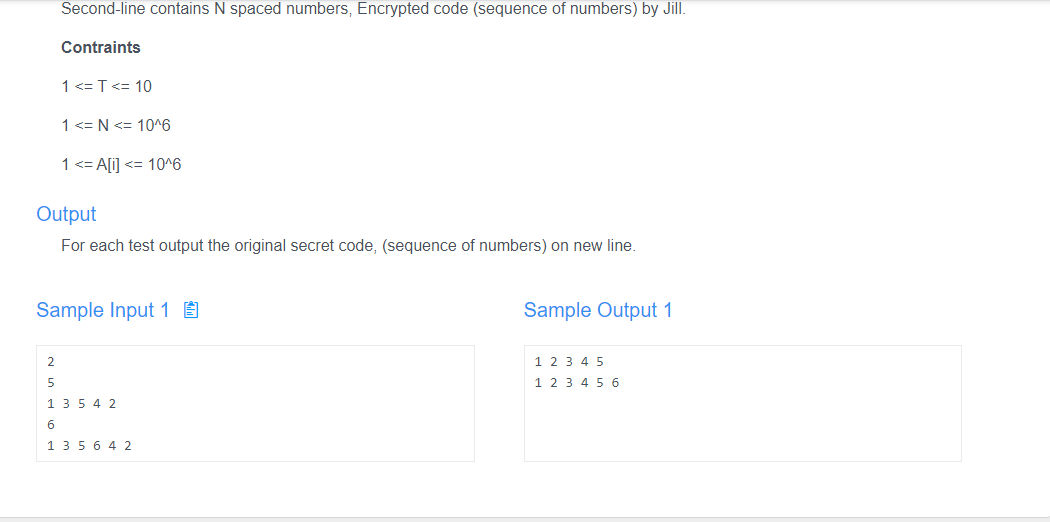 Second-line contains N spaced numbers, Encrypted code (sequence of numbers) by Jill.
Contraints
1 <= T <= 10
1 <= N <= 10^6
1 <= A[i] <= 10^6
Output
For each test output the original secret code, (sequence of numbers) on new line.
Sample Input 1
2
5
1 3 5 4 2
6
1 3 5 6 4 2
Sample Output 1
1 2 3 4 5
1 2 3 4 5 6